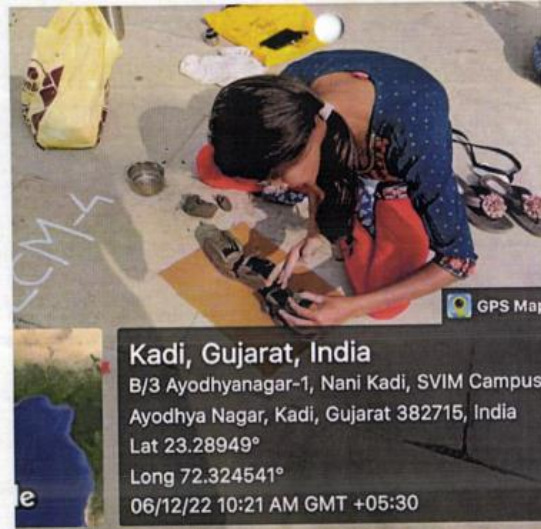 GPS Map
Kadi, Gujarat, India
B/3 Ayodhyanagar-1, Nani Kadi, SVIM Campus
Ayodhya Nagar, Kadi, Gujarat 382715, India
Lat 23.28949°
Long 72.324541°
06/12/22 10:21 AM GMT +05:30